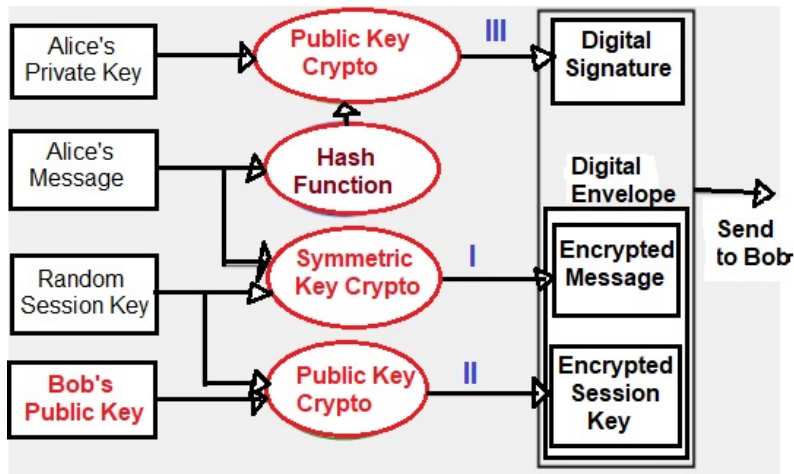 Alice's
Private Key
Public Key
Crypto
III
Digital
Signature
Alice's
Message
Hash
Function
Digital
Envelope
Send
to Bob
Random
Session Key
Symmetric
Key Crypto
I
Encrypted
Message
Bob's
Public Key
Public Key
Crypto
II
Encrypted
Session
Key